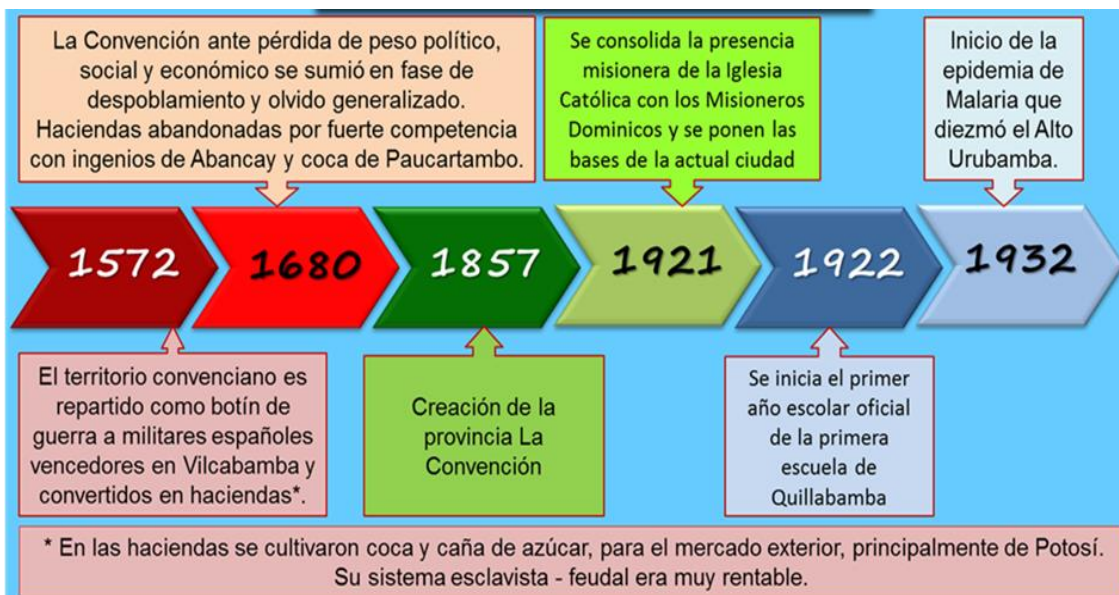 La Convención ante pérdida de peso político,
social y económico se sumió en fase de
despoblamiento y olvido generalizado.
Haciendas abandonadas por fuerte competencia
con ingenios de Abancay y coca de Paucartambo.
Se consolida la presencia
misionera de la Iglesia
Católica con los Misioneros
Dominicos y se ponen las
bases de la actual ciudad
Inicio de la
epidemia de
Malaria que
diezmó el Alto
Urubamba.
1572
1680
1857
1921
1922
1932
El territorio convenciano es
repartido como botín de
guerra a militares españoles
vencedores en Vilcabamba y
convertidos en haciendas*.
Creación de la
provincia La
Convención
Se inicia el primer
año escolar oficial
de la primera
escuela de
Quillabamba
* En las haciendas se cultivaron coca y caña de azúcar, para el mercado exterior, principalmente de Potosí.
Su sistema esclavista - feudal era muy rentable.